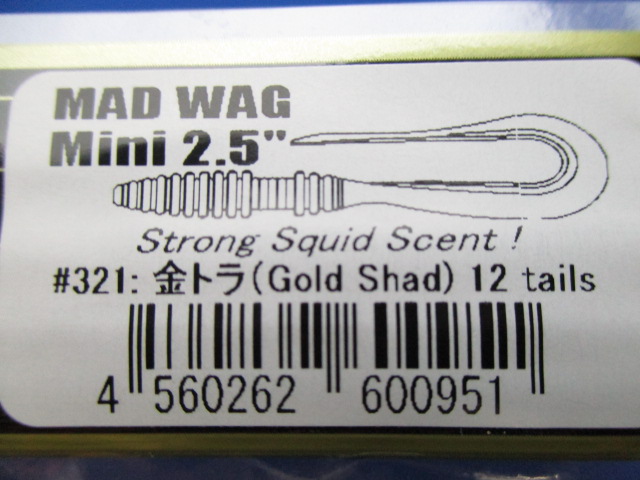 MAD WAG
Mini 2.5"
Strong Squid Scent !
#321: 金トラ(Gold Shad) 12 tails
4 560262 600951